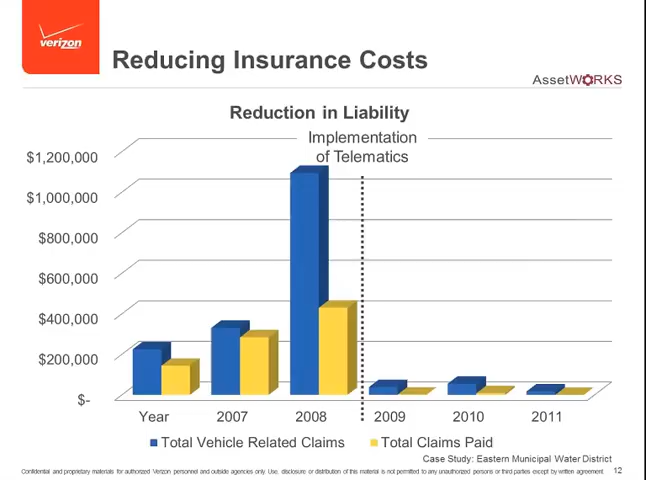 verizon
Reducing Insurance Costs
AssetWORKS
Reduction in Liability
Implementation
of Telematics
$1,200,000
$1,000,000
$800,000
$600,000
$400,000
$200,000
$-
Year 2007 2008 2009 2010 2011
Total Vehicle Related Claims Total Claims Paid
Case Study: Eastern Municipal Water District
Confidential and proprietary materials for authorized Verizon personnel and outside agencies only. Use, disclosure or distribution of this material is not permitted to any unauthorized persons or third parties except by written agreement. 12